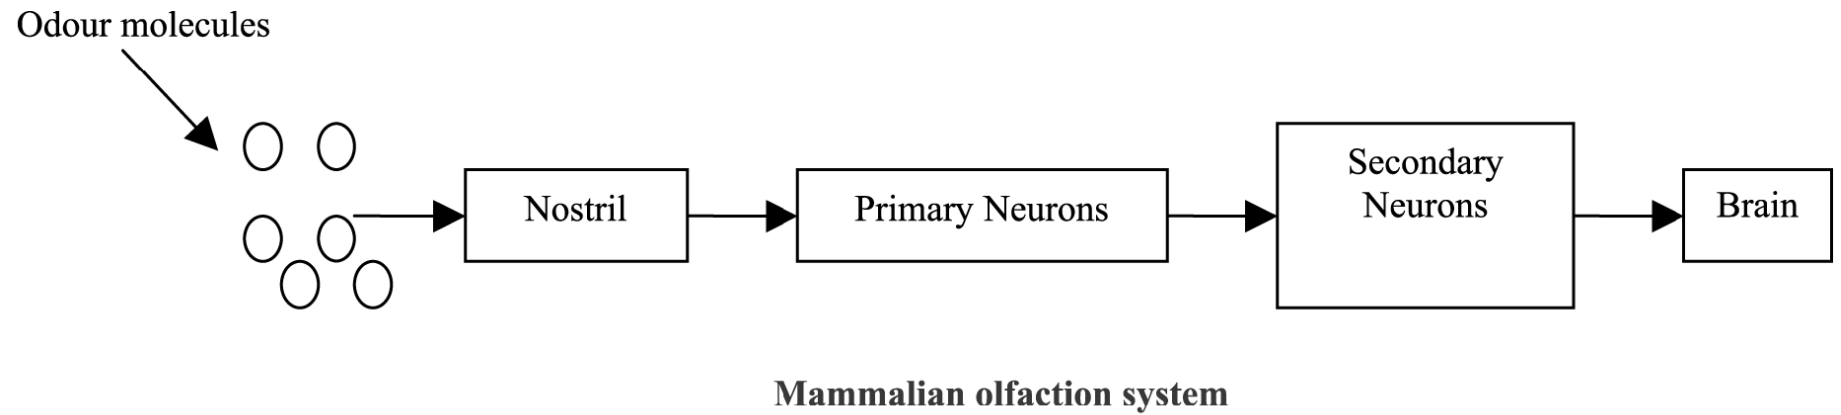 Odour molecules
Nostril
Primary Neurons
Secondary
Neurons
Brain
Mammalian olfaction system